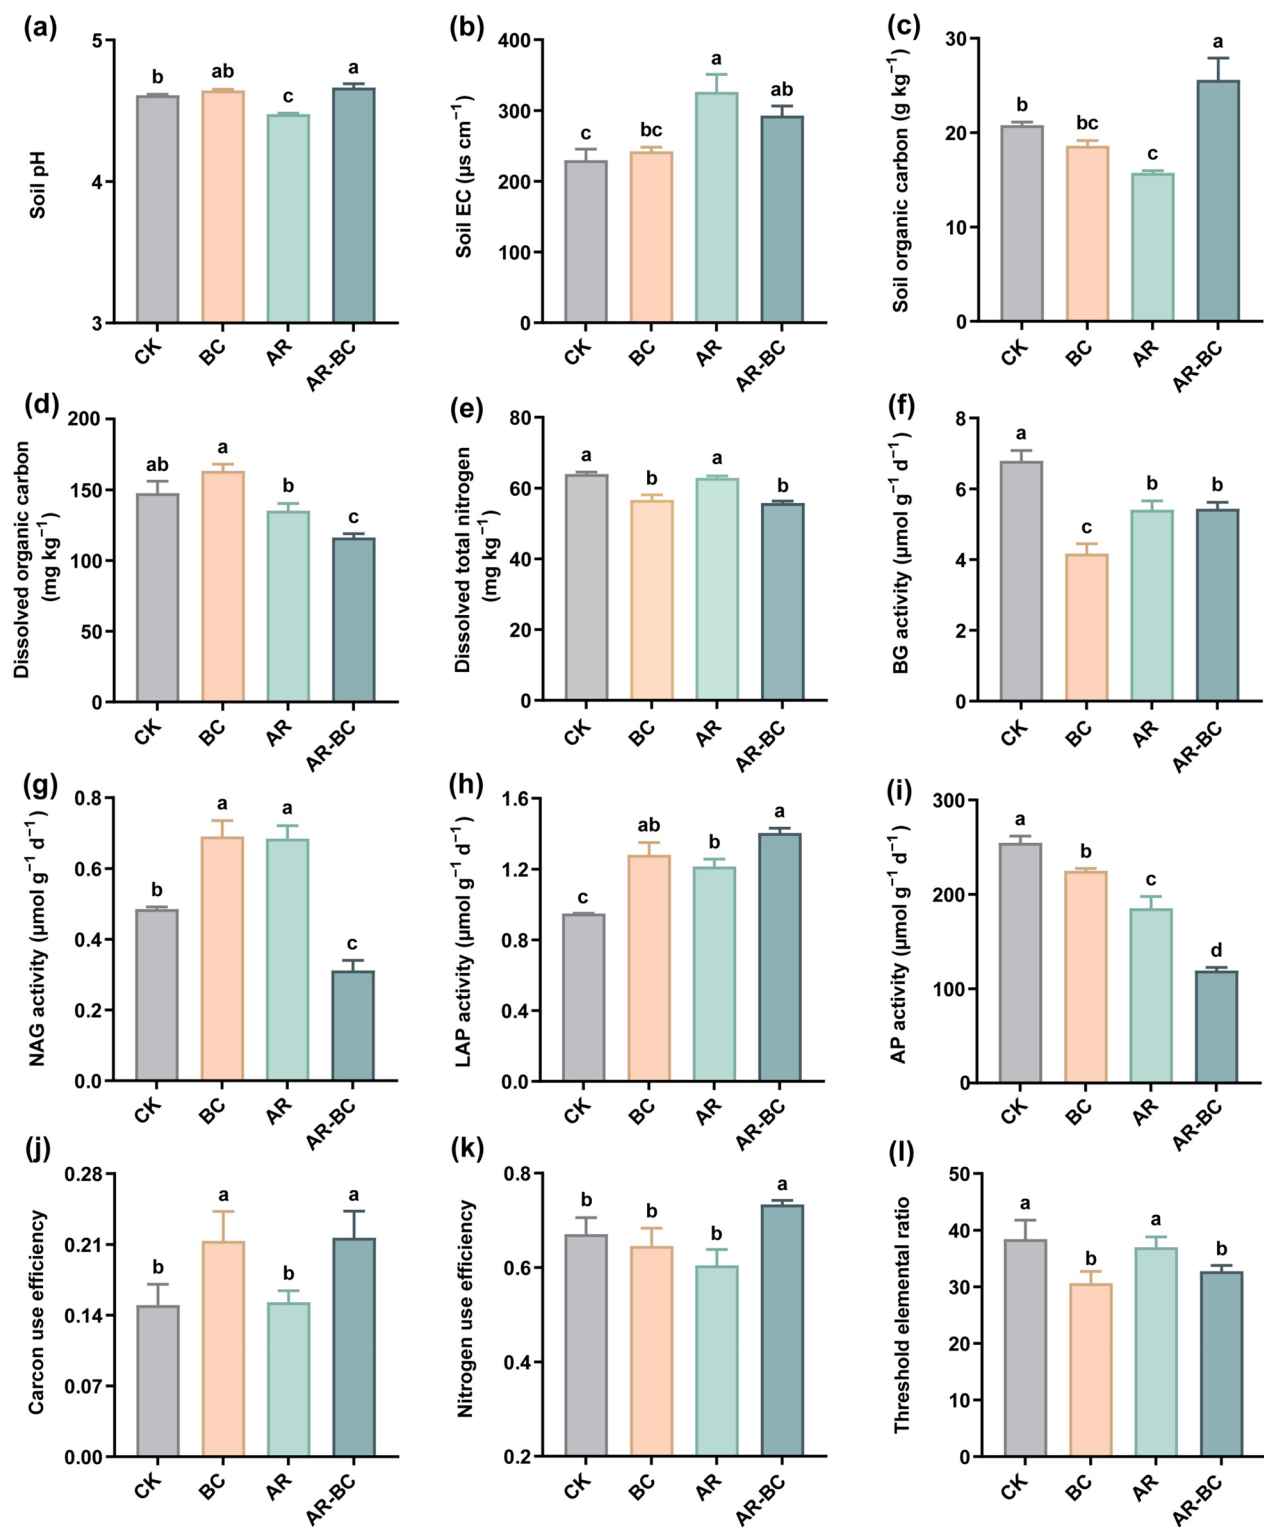 (a)
Soil pH
5
4
3
b
ab
c
a
CK
BC
AR
AR-BC
(b)
Soil EC (µs cm⁻¹)
400
300
200
100
0
c
bc
a
ab
CK
BC
AR
AR-BC
(c)
Soil organic carbon (g kg⁻¹)
30
20
10
0
b
bc
c
a
CK
BC
AR
AR-BC
(d)
Dissolved organic carbon
(mg kg⁻¹)
200
150
100
50
0
ab
a
b
c
CK
BC
AR
AR-BC
(e)
Dissolved total nitrogen
(mg kg⁻¹)
80
60
40
20
0
a
b
a
b
CK
BC
AR
AR-BC
(f)
BG activity (µmol g⁻¹ d⁻¹ )
8
6
4
2
0
a
c
b
b
CK
BC
AR
AR-BC
(g)
NAG activity (µmol g⁻¹ d⁻¹ )
0.8
0.6
0.4
0.2
0.0
b
a
a
c
CK
BC
AR
AR-BC
(h)
LAP activity (µmol g⁻¹ d⁻¹ )
1.6
1.2
0.8
0.4
0.0
c
ab
b
a
CK
BC
AR
AR-BC
(i)
AP activity (µmol g⁻¹ d⁻¹ )
300
200
100
0
a
b
c
d
CK
BC
AR
AR-BC
(j)
Carcon use efficiency
0.28
0.21
0.14
0.07
0.00
b
a
b
a
CK
BC
AR
AR-BC
(k)
Nitrogen use efficiency
0.8
0.6
0.4
0.2
b
b
b
a
CK
BC
AR
AR-BC
(l)
Threshold elemental ratio
50
40
30
20
10
0
a
b
a
b
CK
BC
AR
AR-BC